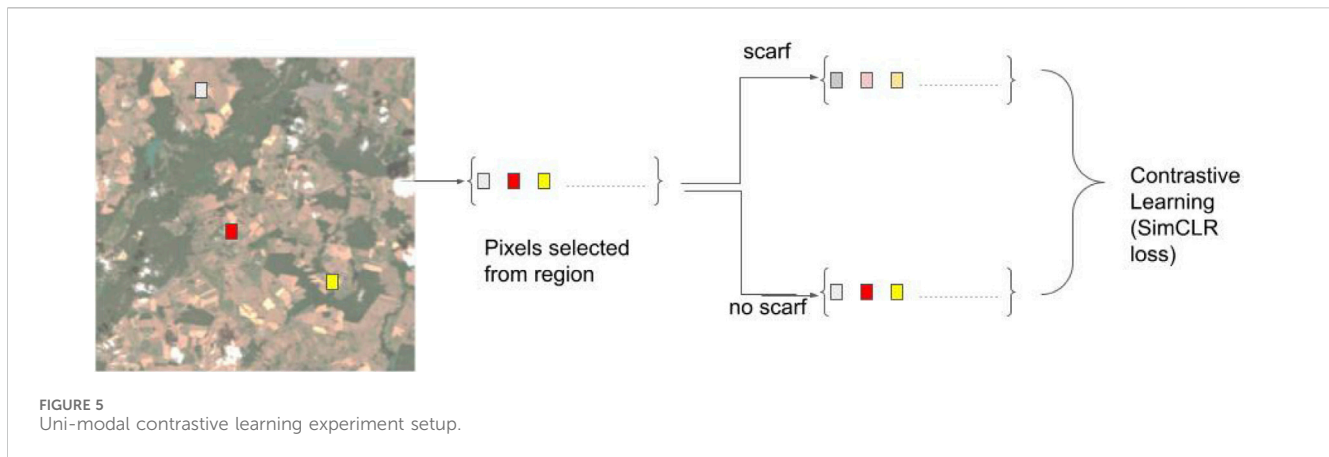 scarf
Pixels selected
from region
no scarf
Contrastive
Learning
(SimCLR
loss)
FIGURE 5
Uni-modal contrastive learning experiment setup.